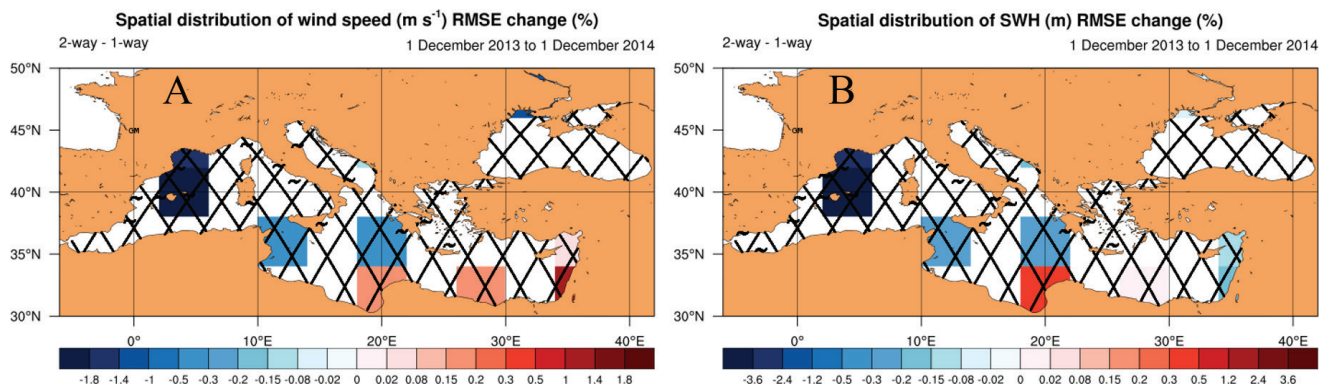 Spatial distribution of wind speed (m s⁻¹) RMSE change (%)
2-way - 1-way
1 December 2013 to 1 December 2014
A
GM
50°N
45°N
40°N
35°N
30°N
0°
10°E
20°E
30°E
40°E
-1.8 -1.4 -1 -0.5 -0.3 -0.2 -0.15 -0.08 -0.02 0 0.02 0.08 0.15 0.2 0.3 0.5 1 1.4 1.8
Spatial distribution of SWH (m) RMSE change (%)
2-way - 1-way
1 December 2013 to 1 December 2014
B
GM
50°N
45°N
40°N
35°N
30°N
0°
10°E
20°E
30°E
40°E
-3.6 -2.4 -1.2 -0.5 -0.3 -0.2 -0.15 -0.08 -0.02 0 0.02 0.08 0.15 0.2 0.3 0.5 1.2 2.4 3.6